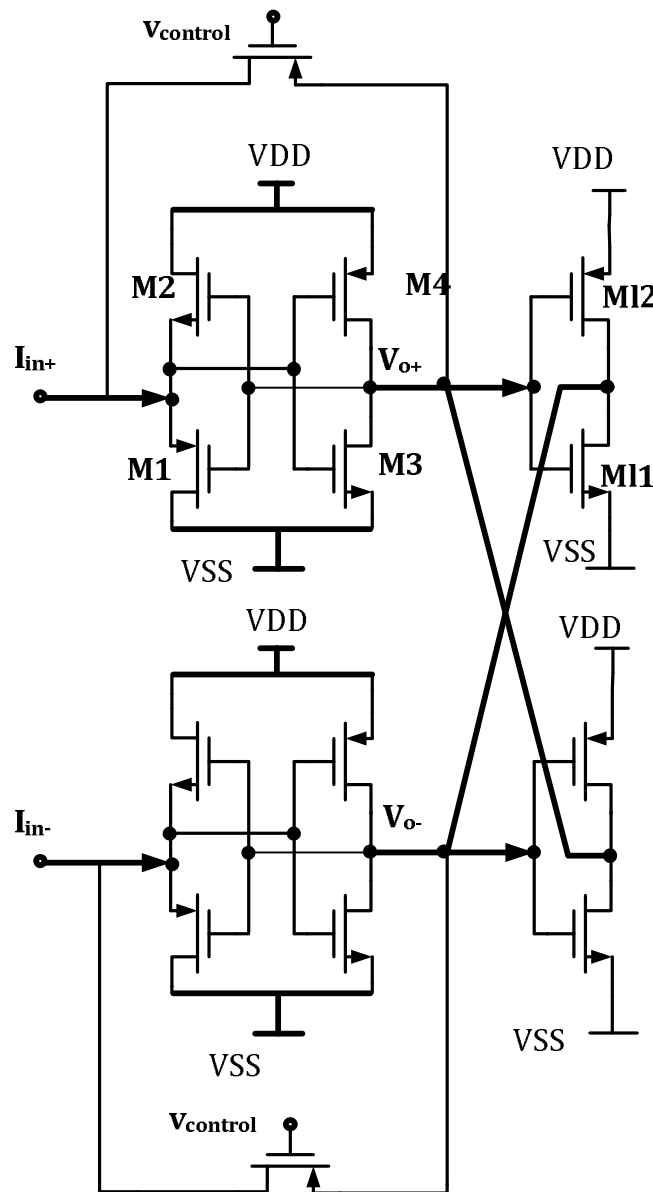 Vcontrol
VDD
VDD
M2
M4
Ml2
Iin+
Vo+
M1
M3
Ml1
VSS
VSS
VDD
VDD
Iin-
Vo-
VSS
VSS
Vcontrol